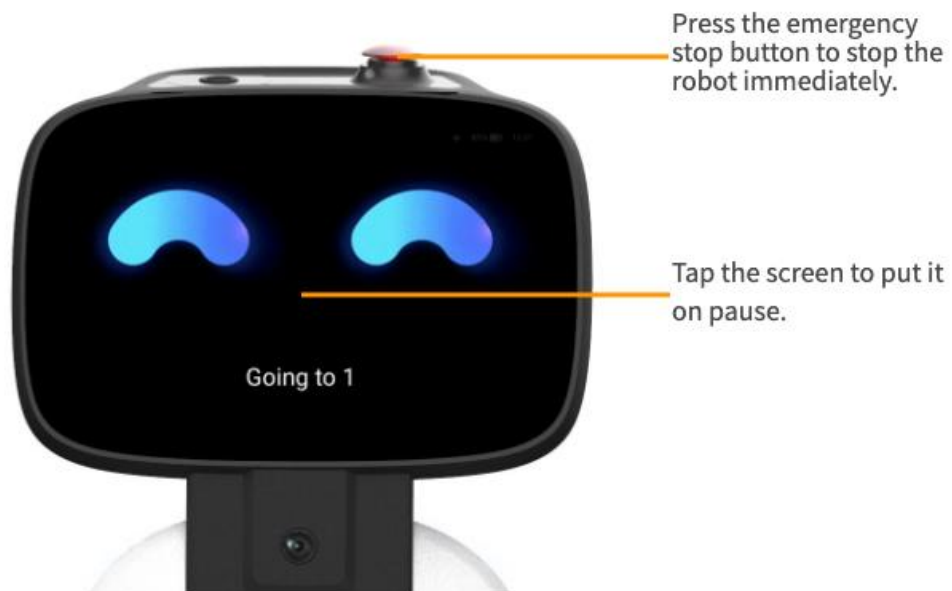 Press the emergency
stop button to stop the
robot immediately.
Tap the screen to put it
on pause.
Going to 1